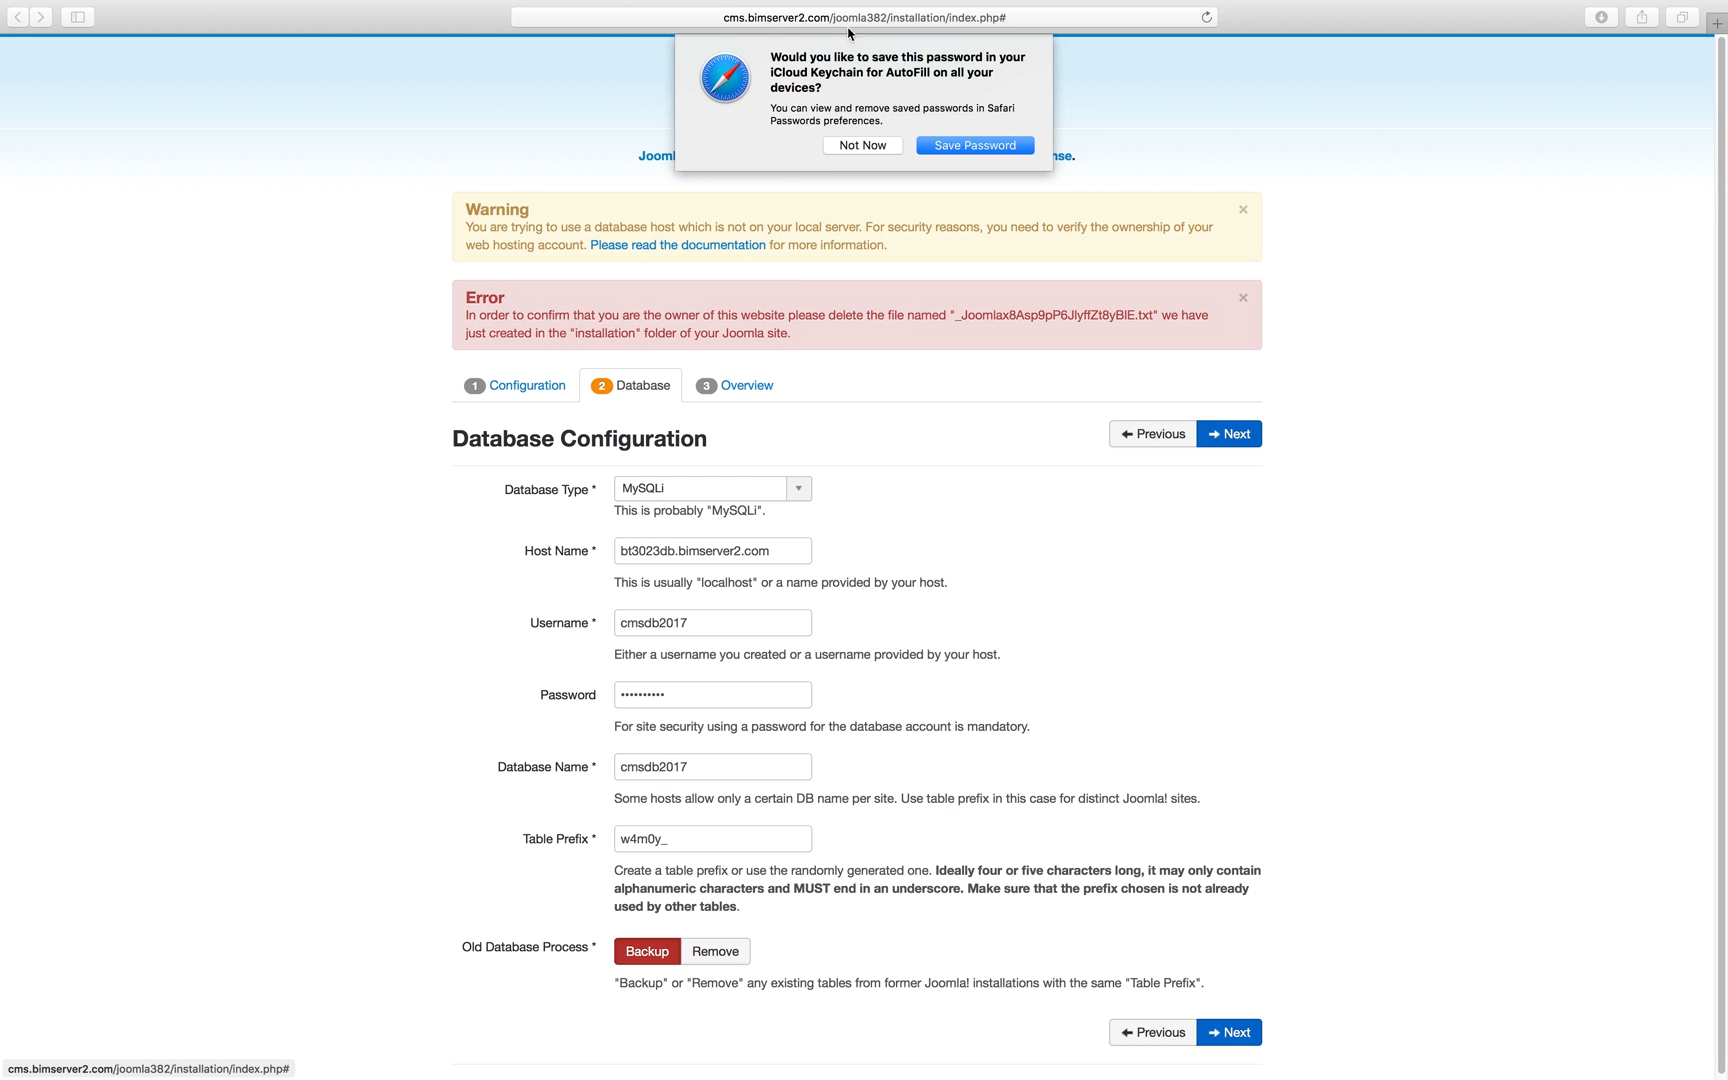 cms.bimserver2.com/joomla382/installation/index.php#
Would you like to save this password in your
iCloud Keychain for AutoFill on all your
devices?
You can view and remove saved passwords in Safari
Passwords preferences.
Not Now
Save Password
Warning
You are trying to use a database host which is not on your local server. For security reasons, you need to verify the ownership of your
web hosting account. Please read the documentation for more information.
Error
In order to confirm that you are the owner of this website please delete the file named "_Joomlax8Asp9pP6JlyffZt8yBIE.txt" we have
just created in the "installation" folder of your Joomla site.
1 Configuration
2 Database
3 Overview
Database Configuration
Previous
Next
Database Type *
MySQLi
This is probably "MySQLi".
Host Name *
bt3023db.bimserver2.com
This is usually "localhost" or a name provided by your host.
Username *
cmsdb2017
Either a username you created or a username provided by your host.
Password
••••••••••
For site security using a password for the database account is mandatory.
Database Name *
cmsdb2017
Some hosts allow only a certain DB name per site. Use table prefix in this case for distinct Joomla! sites.
Table Prefix *
w4m0y_
Create a table prefix or use the randomly generated one. Ideally four or five characters long, it may only contain
alphanumeric characters and MUST end in an underscore. Make sure that the prefix chosen is not already
used by other tables.
Old Database Process *
Backup
Remove
"Backup" or "Remove" any existing tables from former Joomla! installations with the same "Table Prefix".
Previous
Next
cms.bimserver2.com/joomla382/installation/index.php#